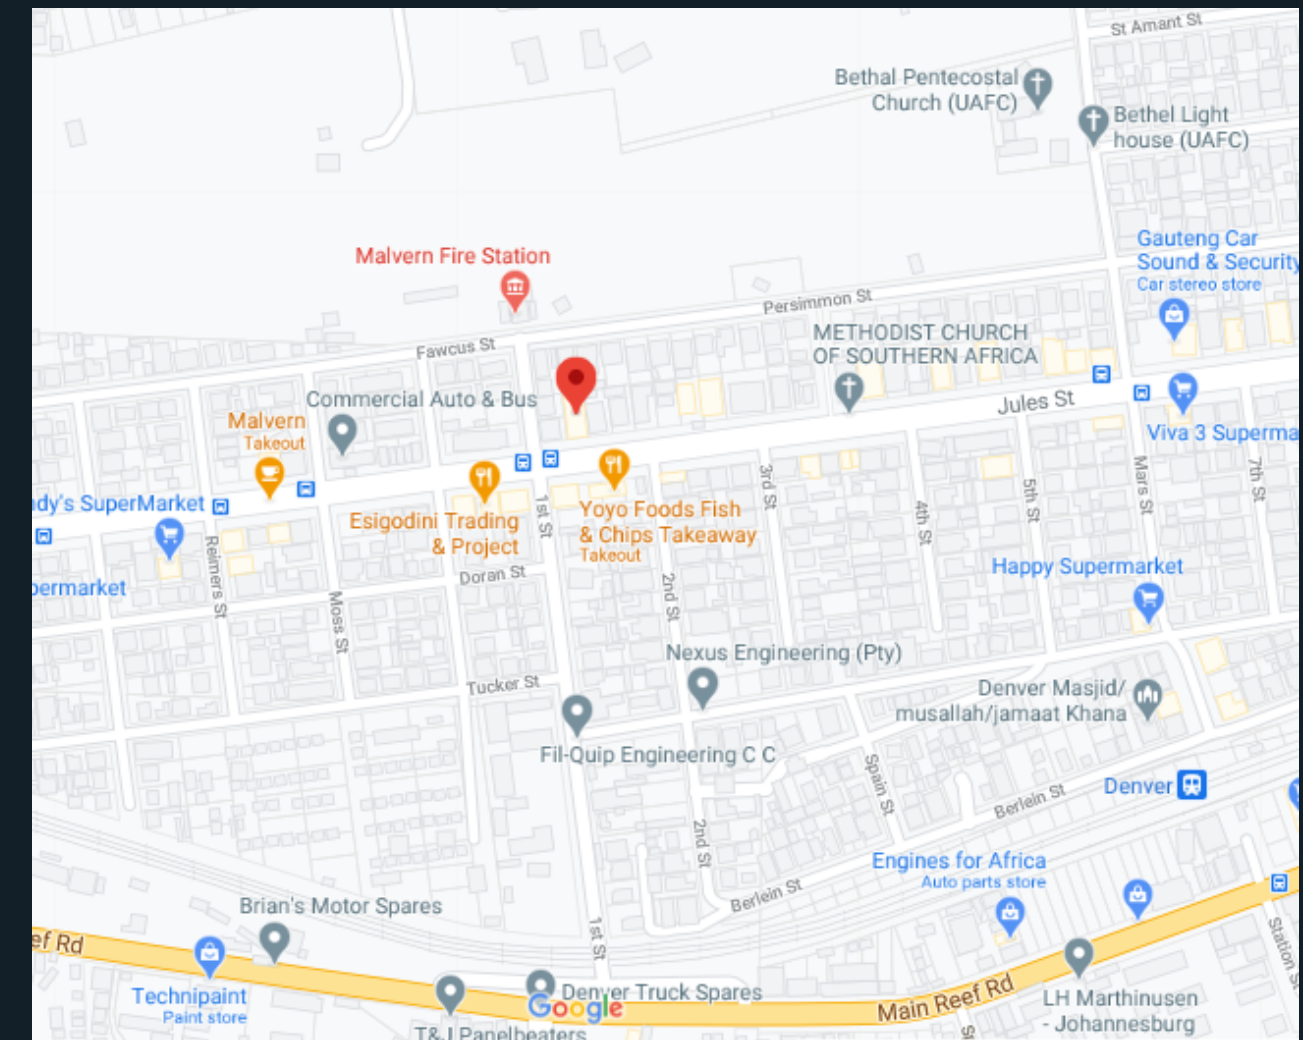 St Amant St
Bethal Pentecostal
Church (UAFC)
Bethel Light
house (UAFC)
Gauteng Car
Sound & Security
Car stereo store
Malvern Fire Station
Persimmon St
METHODIST CHURCH
OF SOUTHERN AFRICA
Fawcus St
Commercial Auto & Bus
Jules St
Malvern
Takeout
Viva 3 Superma
7th St
Mars St
5th St
4th St
3rd St
dy's SuperMarket
Esigodini Trading
& Project
1st St
Yoyo Foods Fish
& Chips Takeaway
Takeout
Reimers St
Doran St
2nd St
Happy Supermarket
permarket
Moss St
Nexus Engineering (Pty)
Tucker St
Denver Masjid/
musallah/jamaat Khana
Fil-Quip Engineering C C
Spain St
Berlein St
Denver
2nd St
Engines for Africa
Auto parts store
Berlein St
Brian's Motor Spares
1st St
ef Rd
Technipaint
Paint store
Denver Truck Spares
Google
T&J Panelbeaters
Main Reef Rd
LH Marthinusen
- Johannesburg
Station S